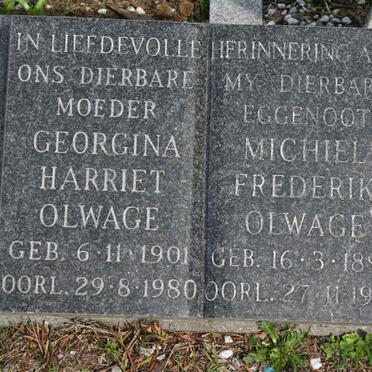 IN LIEFDEVOLLE HERINNERING A
ONS DIERBARE
MOEDER
GEORGINA
HARRIET
OLWAGE
GEB. 6·11·1901
OORL. 29·8·1980
MY DIERBAR
EGGENOOT
MICHIEL
FREDERIK
OLWAGE
GEB. 16·3·18
OORL. 27·11·19